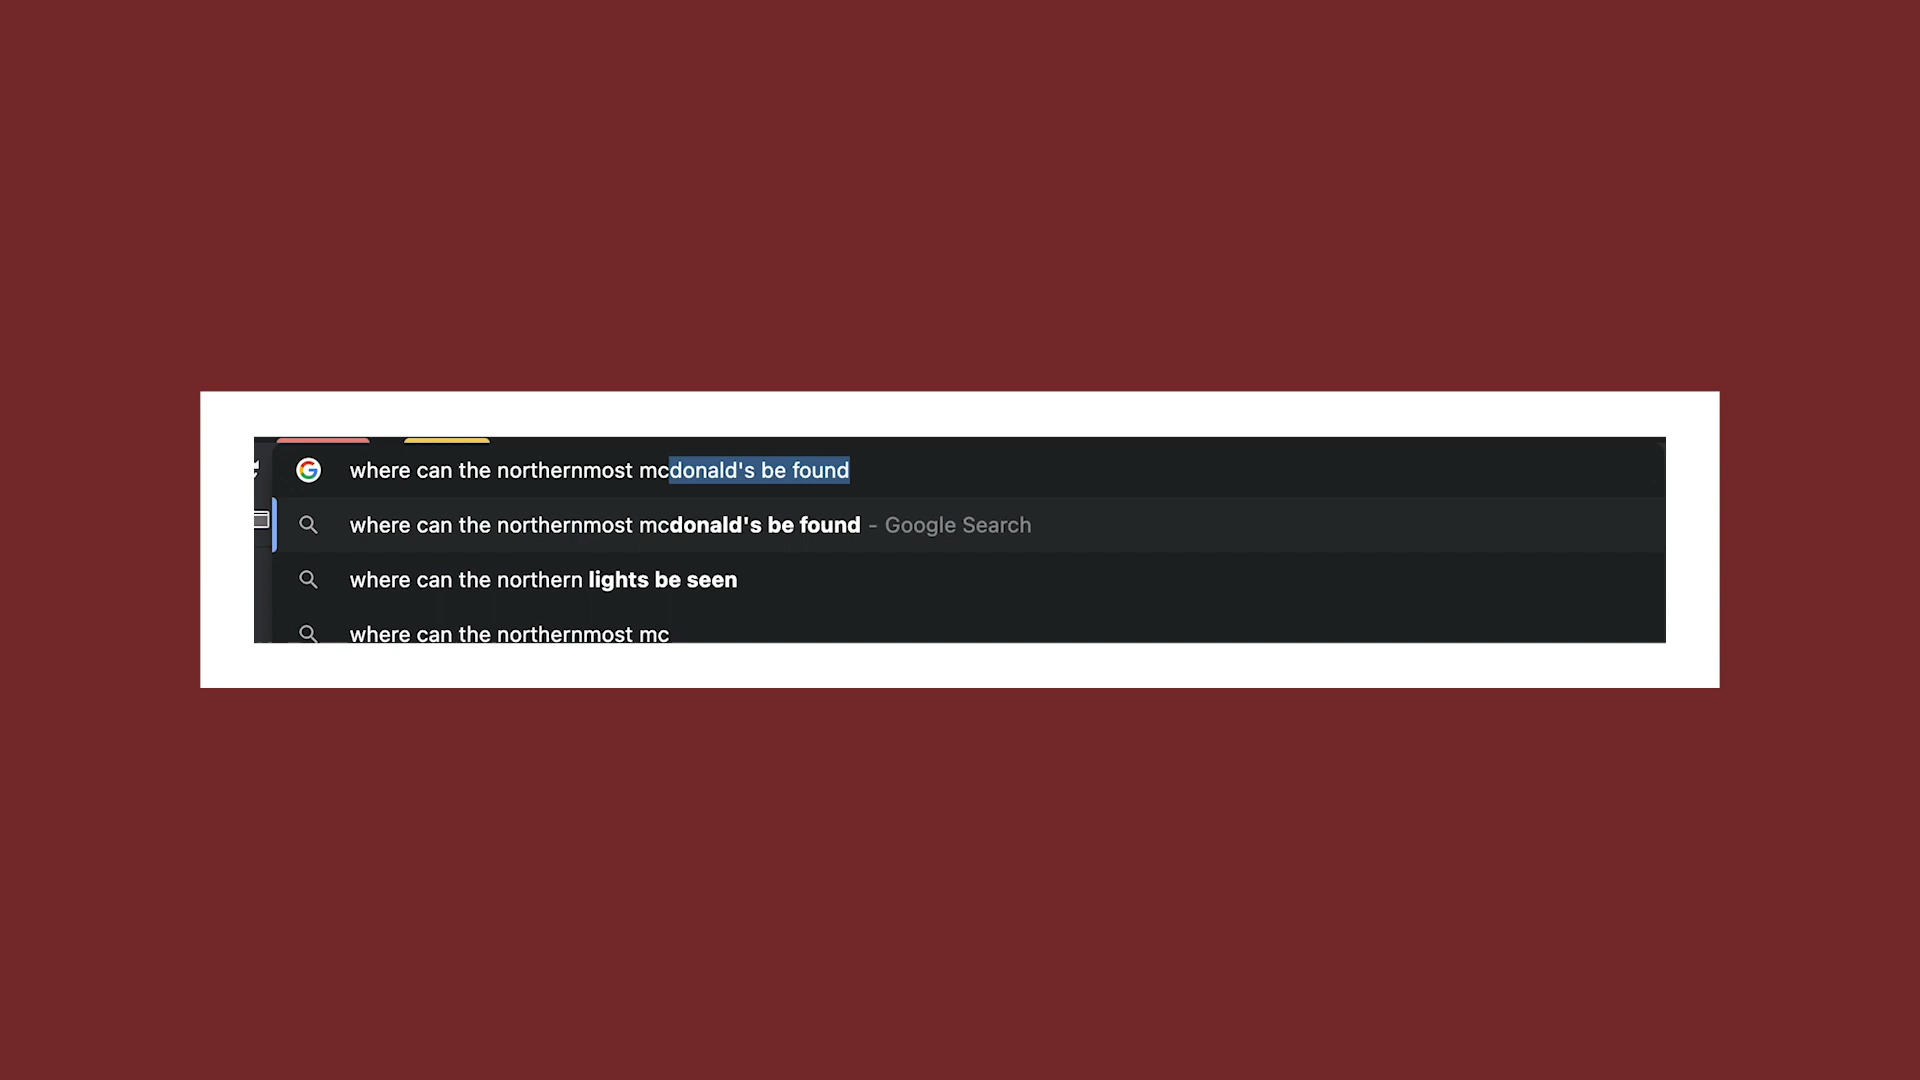 where can the northernmost mcdonald's be found
where can the northernmost mcdonald's be found - Google Search
where can the northern lights be seen
where can the northernmost mc